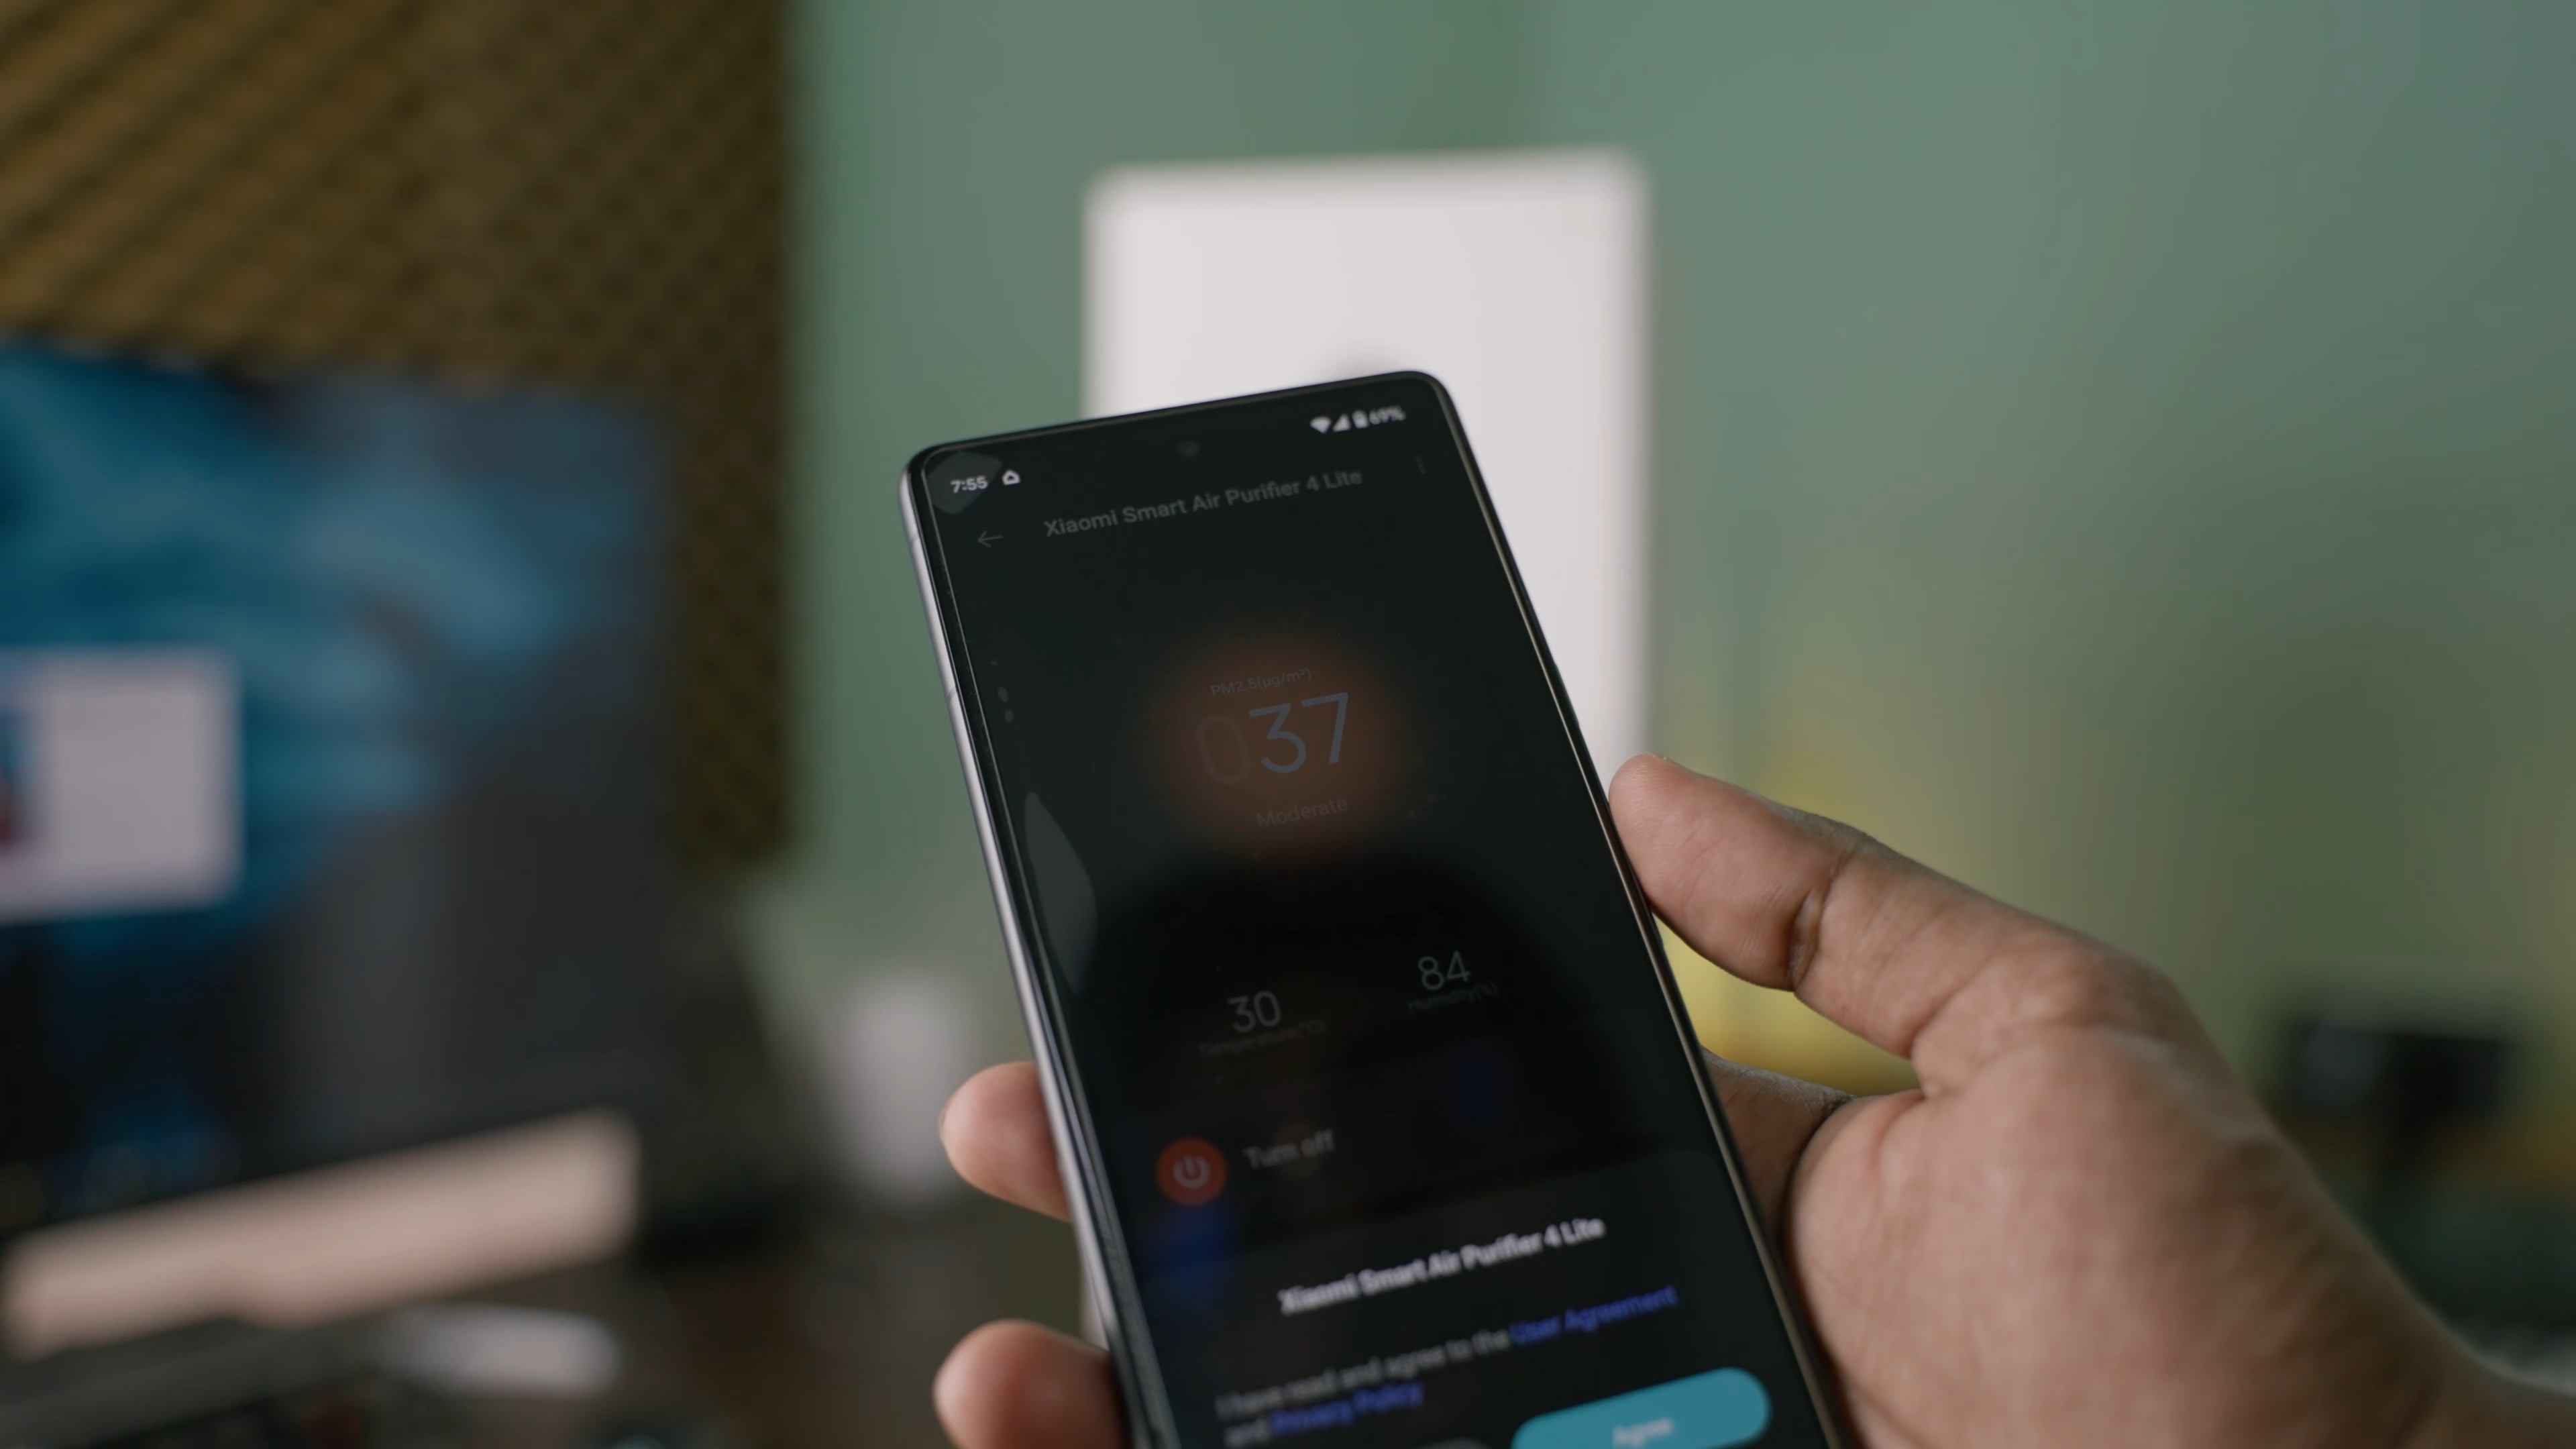 7:55
69%
Xiaomi Smart Air Purifier 4 Lite
PM2.5(µg/m³)
037
Moderate
30
84
Temperature(°C)
Humidity(%)
Turn off
Xiaomi Smart Air Purifier 4 Lite
I have read and agree to the User Agreement
and Privacy Policy
Agree